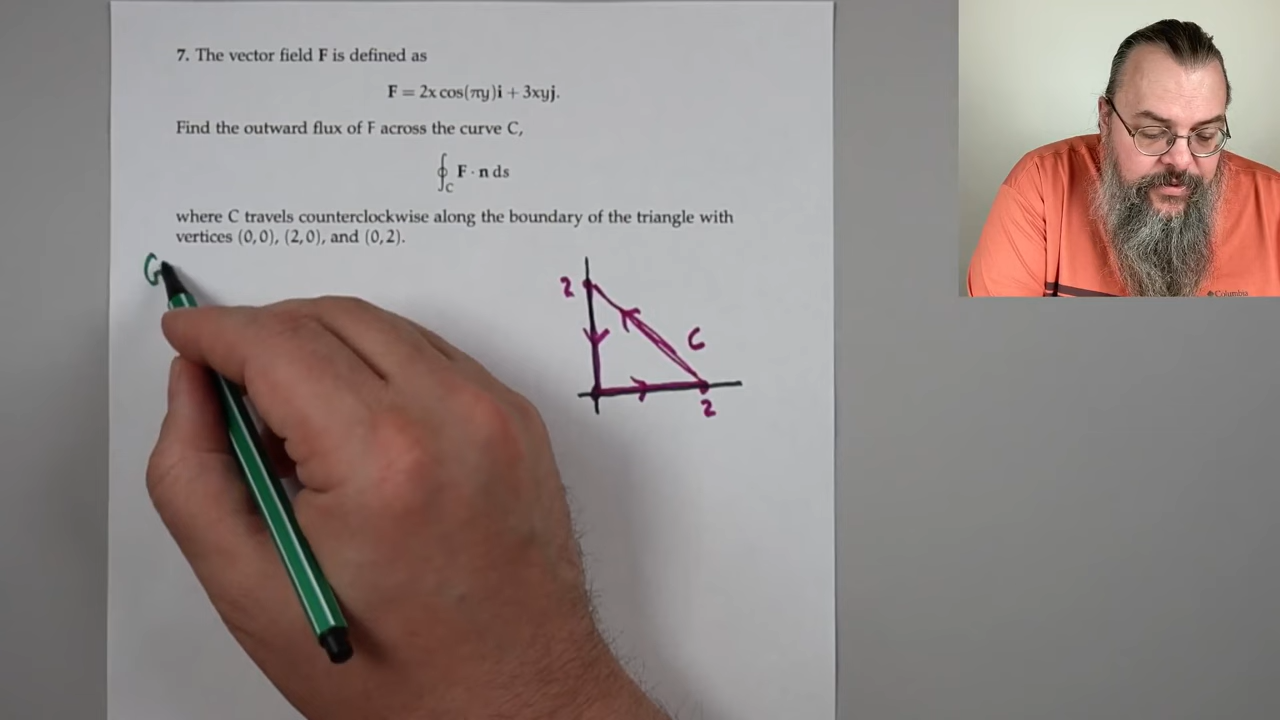 7. The vector field F is defined as
F = 2x cos(πy)i + 3xyj.
Find the outward flux of F across the curve C,
∮_C F · n ds
where C travels counterclockwise along the boundary of the triangle with
vertices (0, 0), (2, 0), and (0, 2).
G
2
C
2
Columbia